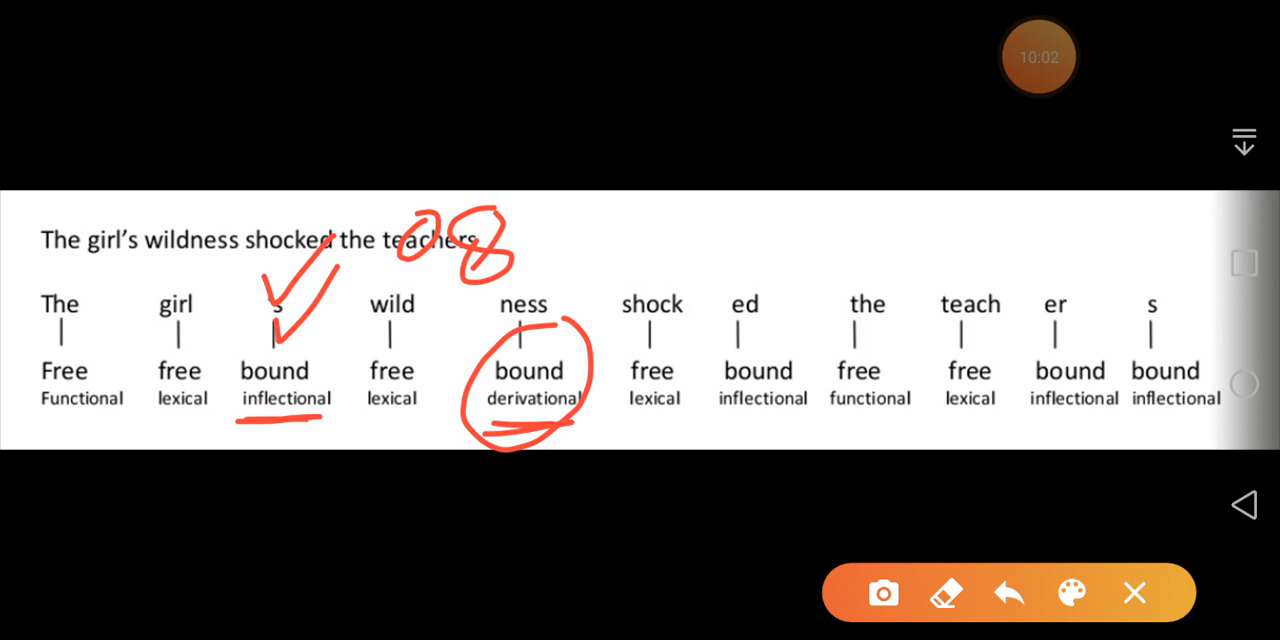 10:02
The girl's wildness shocked the teachers
08
The girl s wild ness shock ed the teach er s
Free free bound free bound free bound free free bound bound
Functional lexical inflectional lexical derivational lexical inflectional functional lexical inflectional inflectional